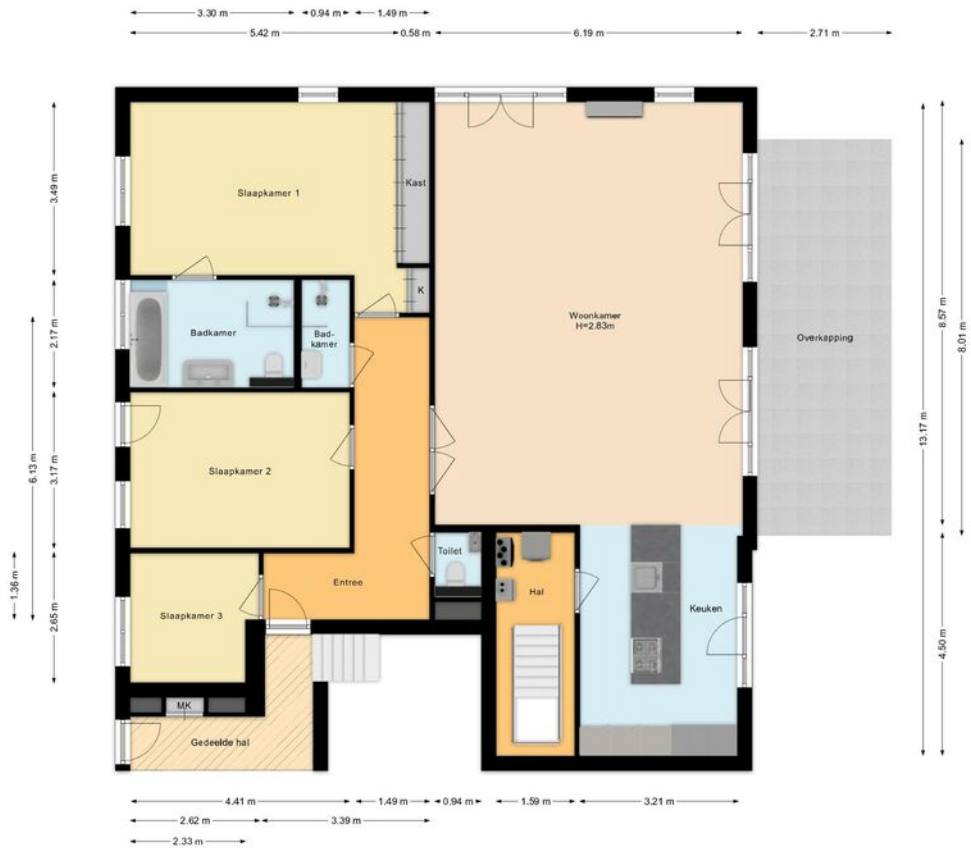 3.30 m
0.94 m
1.49 m
5.42 m
0.58 m
6.19 m
2.71 m
3.49 m
2.17 m
3.17 m
2.65 m
6.13 m
1.36 m
Slaapkamer 1
Kast
K
Badkamer
Bad-
kamer
Woonkamer
H=2.83m
Overkapping
Slaapkamer 2
Slaapkamer 3
Entree
Toilet
Hal
Keuken
MK
Gedeelde hal
8.57 m
8.01 m
13.17 m
4.50 m
4.41 m
1.49 m
0.94 m
1.59 m
3.21 m
2.62 m
3.39 m
2.33 m